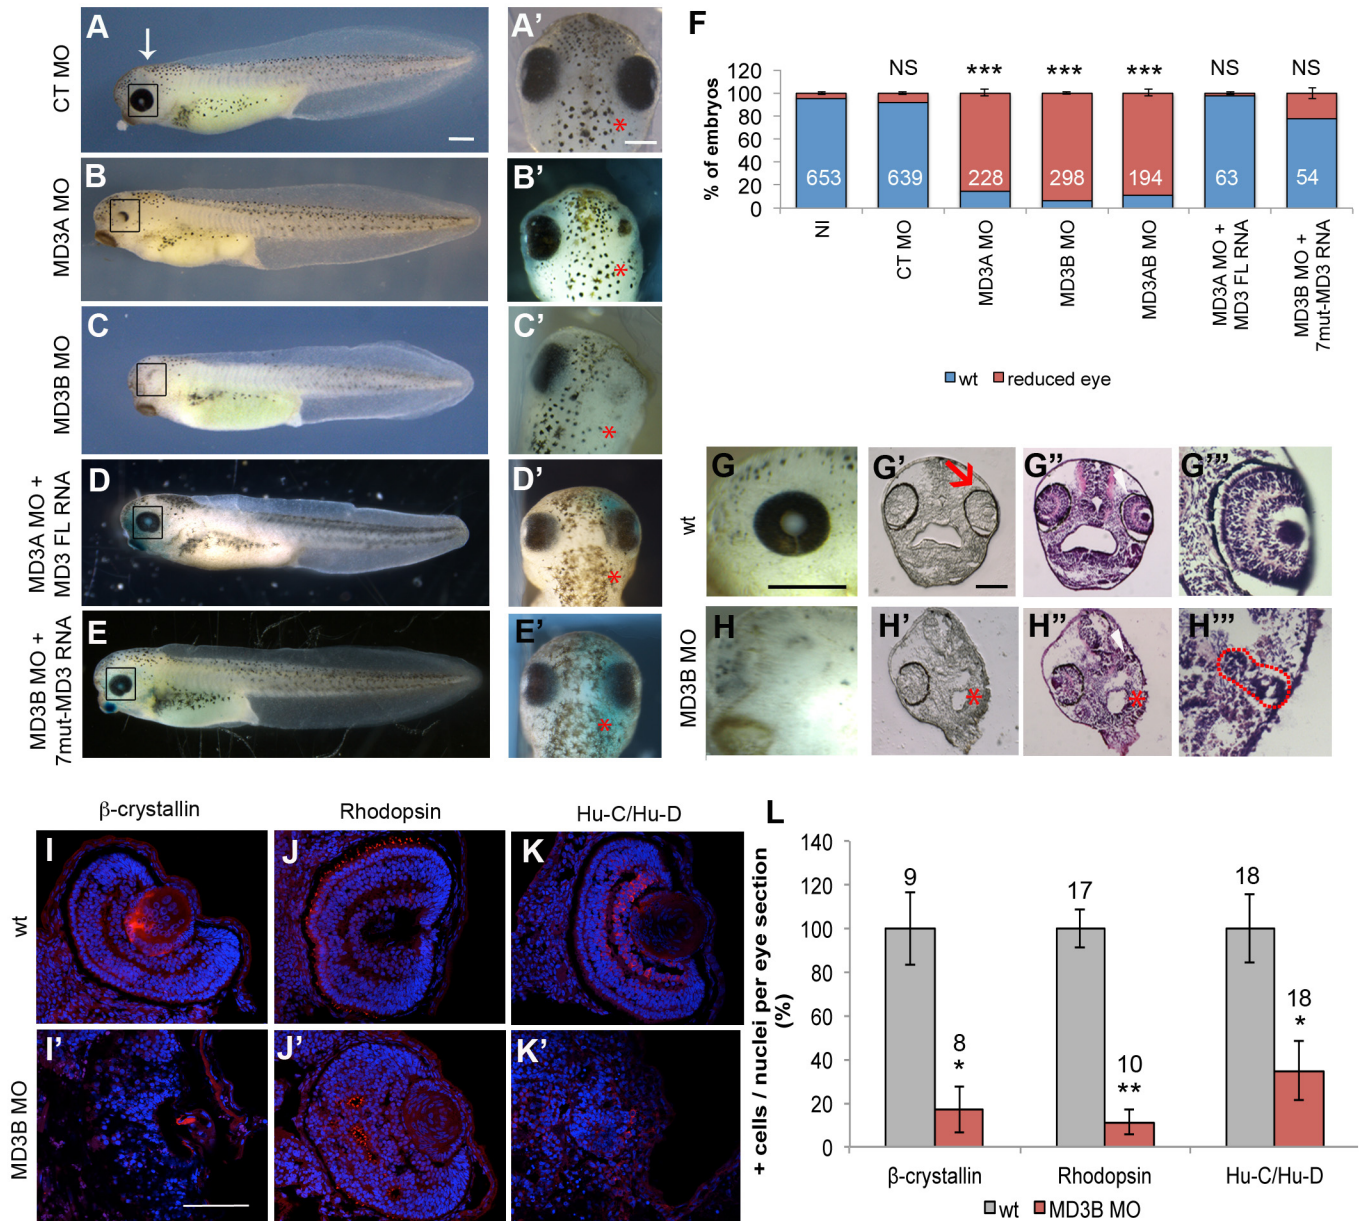 A
A’
CT MO
*
B
B’
MD3A MO
*
C
C’
MD3B MO
*
D
D’
MD3A MO +
MD3 FL RNA
*
E
E’
MD3B MO +
7mut-MD3 RNA
*
F
NS *** *** *** NS NS
% of embryos
120
100
80
60
40
20
0
653 639 228 298 194 63 54
NI
CT MO
MD3A MO
MD3B MO
MD3AB MO
MD3A MO +
MD3 FL RNA
MD3B MO +
7mut-MD3 RNA
wt reduced eye
G G’ G’’ G’’’
wt
H H’ H’’ H’’’
MD3B MO
* *
β-crystallin Rhodopsin Hu-C/Hu-D
I J K
wt
I’ J’ K’
MD3B MO
L
+ cells / nuclei per eye section
(%)
140
120
100
80
60
40
20
0
9 17 18
8 10 18
* ** *
β-crystallin Rhodopsin Hu-C/Hu-D
wt MD3B MO